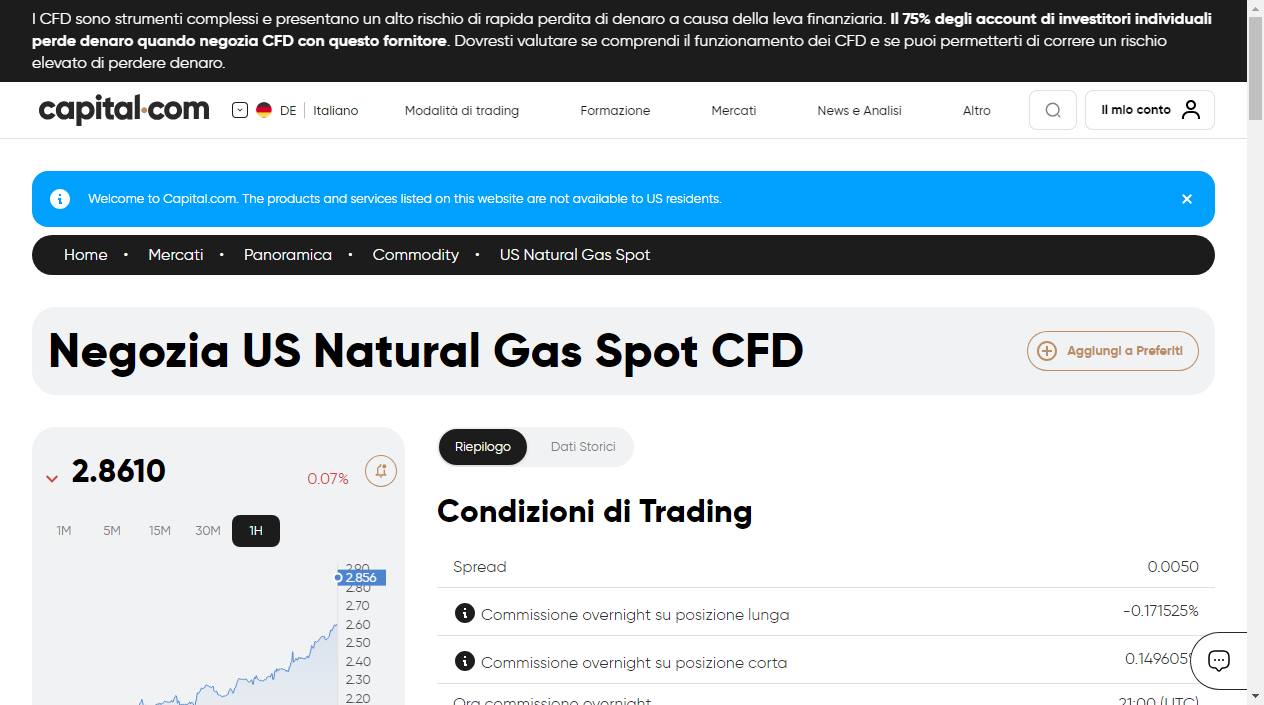 I CFD sono strumenti complessi e presentano un alto rischio di rapida perdita di denaro a causa della leva finanziaria. Il 75% degli account di investitori individuali
perde denaro quando negozia CFD con questo fornitore. Dovresti valutare se comprendi il funzionamento dei CFD e se puoi permetterti di correre un rischio
elevato di perdere denaro.
capital.com DE Italiano Modalità di trading Formazione Mercati News e Analisi Altro Il mio conto
Welcome to Capital.com. The products and services listed on this website are not available to US residents.
Home • Mercati • Panoramica • Commodity • US Natural Gas Spot
Negozia US Natural Gas Spot CFD
Aggiungi a Preferiti
2.8610
0.07%
1M 5M 15M 30M 1H
2.90
2.856
2.80
2.70
2.60
2.50
2.40
2.30
2.20
Riepilogo Dati Storici
Condizioni di Trading
Spread 0.0050
Commissione overnight su posizione lunga -0.171525%
Commissione overnight su posizione corta 0.149605%
Ora commissione overnight 21:00 (UTC)